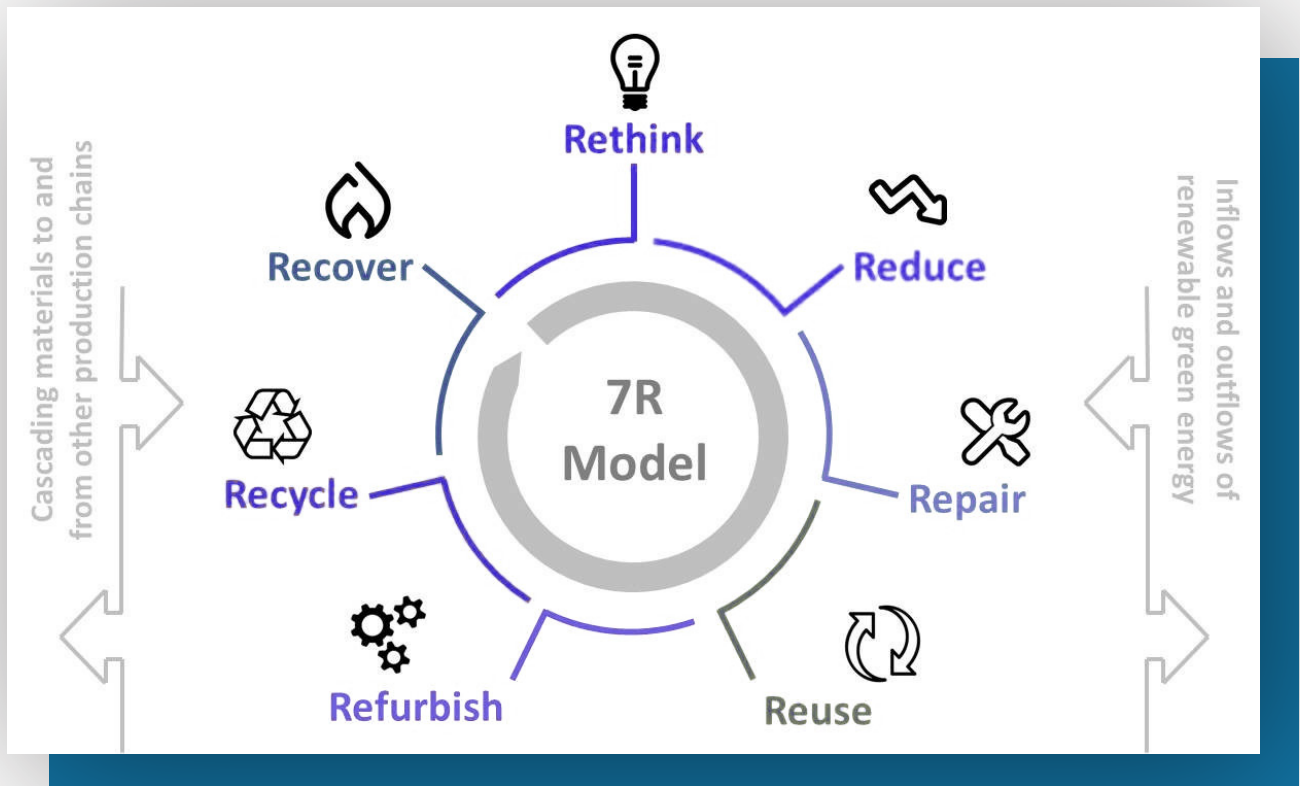 Rethink
Recover
Reduce
Cascading materials to and
from other production chains
Inflows and outflows of
renewable green energy
7R
Model
Recycle
Repair
Refurbish
Reuse